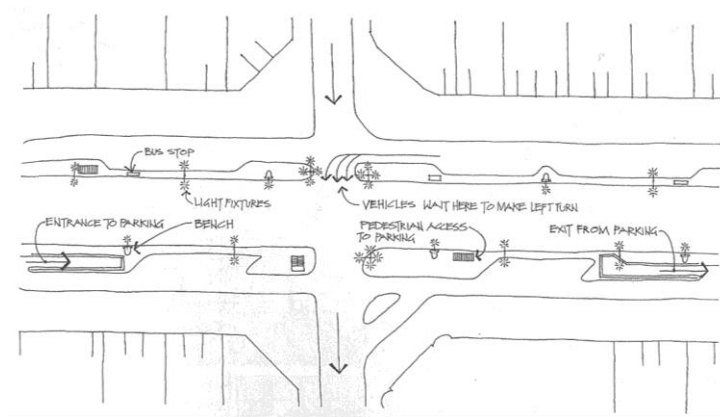 BUS STOP
LIGHT FIXTURES
VEHICLES WAIT HERE TO MAKE LEFT TURN
ENTRANCE TO PARKING
BENCH
PEDESTRIAN ACCESS
TO PARKING
EXIT FROM PARKING